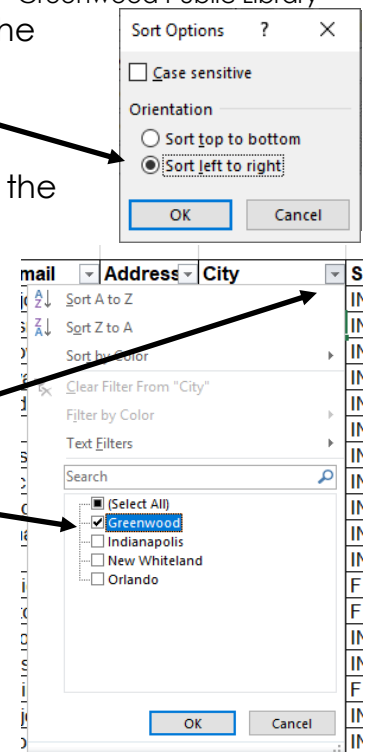 Greenwood Public Library
Sort Options ? ×
Case sensitive
Orientation
Sort top to bottom
Sort left to right
the
OK Cancel
Address City
Sort A to Z
Sort Z to A
Sort by Color
Clear Filter From "City"
Filter by Color
Text Filters
Search
(Select All)
Greenwood
Indianapolis
New Whiteland
Orlando
OK Cancel